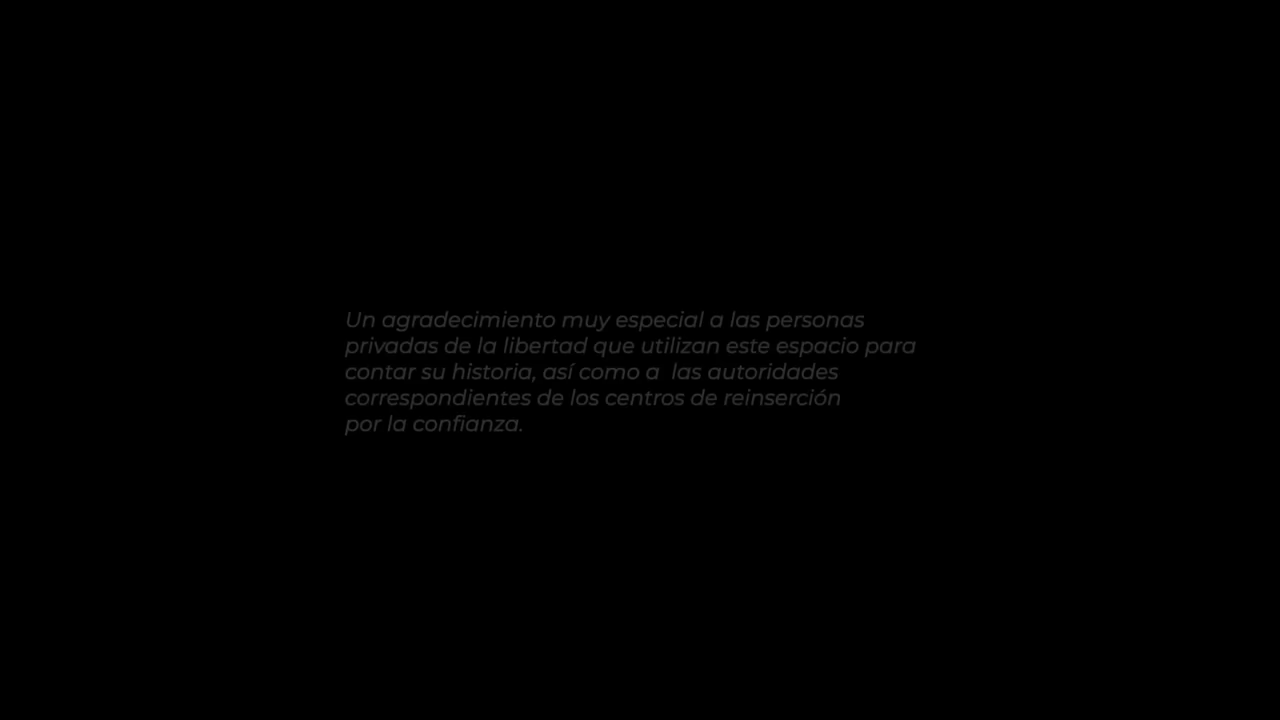 Un agradecimiento muy especial a las personas
privadas de la libertad que utilizan este espacio para
contar su historia, así como a  las autoridades
correspondientes de los centros de reinserción
por la confianza.